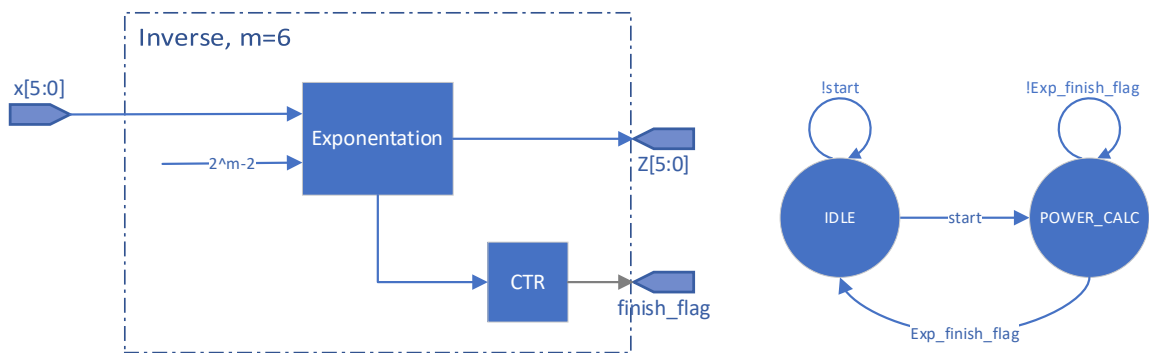 Inverse, m=6
x[5:0]
Exponentation
2^m-2
Z[5:0]
CTR
finish_flag
!start
!Exp_finish_flag
IDLE
start
POWER_CALC
Exp_finish_flag